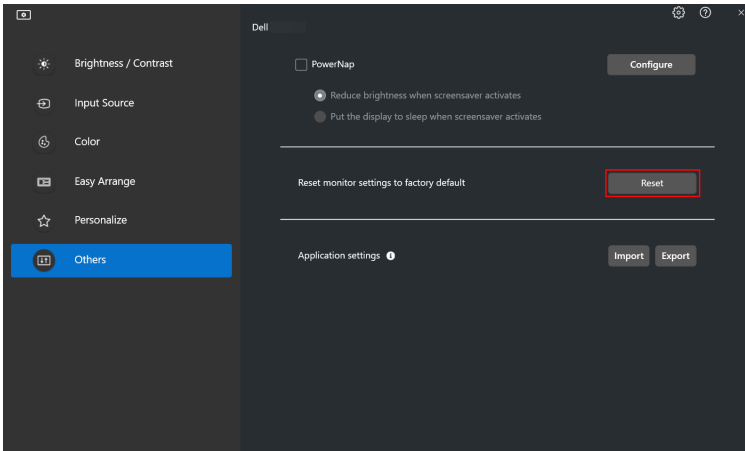 Dell
Brightness / Contrast
Input Source
Color
Easy Arrange
Personalize
Others
PowerNap
Configure
Reduce brightness when screensaver activates
Put the display to sleep when screensaver activates
Reset monitor settings to factory default
Reset
Application settings
Import
Export